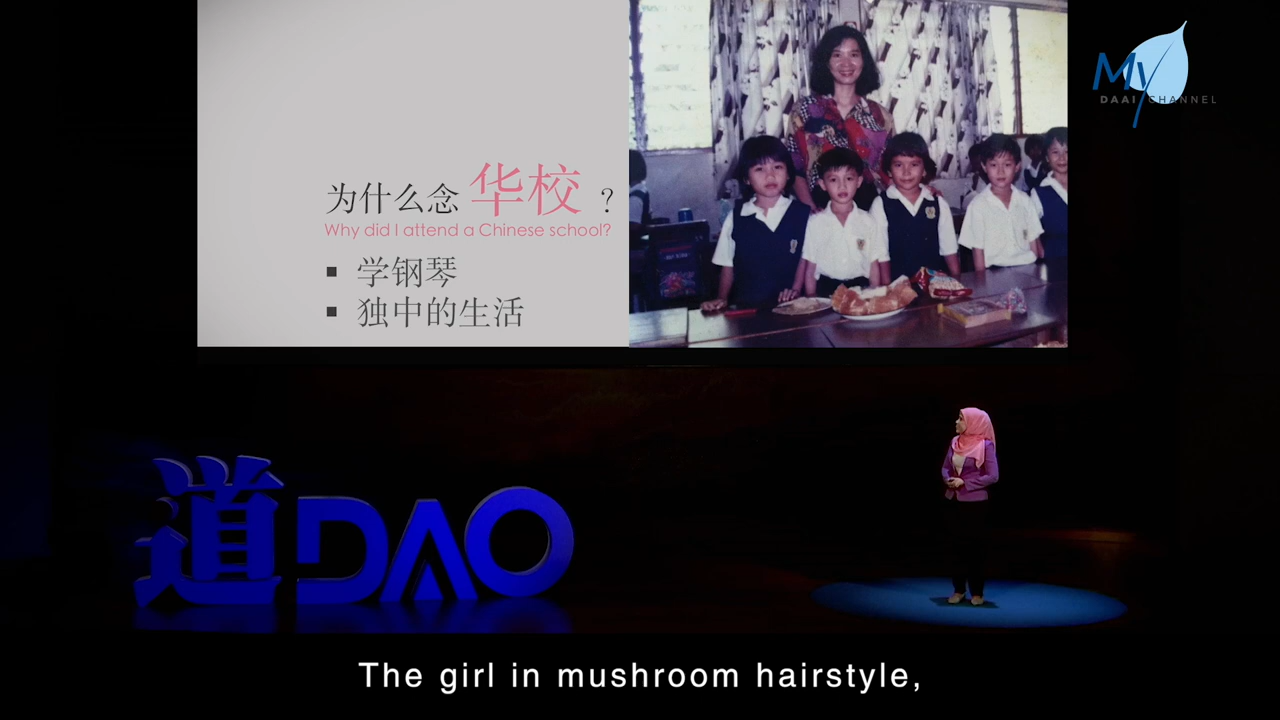 My
DAAI CHANNEL
为什么念 华校 ？
Why did I attend a Chinese school?
▪ 学钢琴
▪ 独中的生活
道DAO
The girl in mushroom hairstyle,